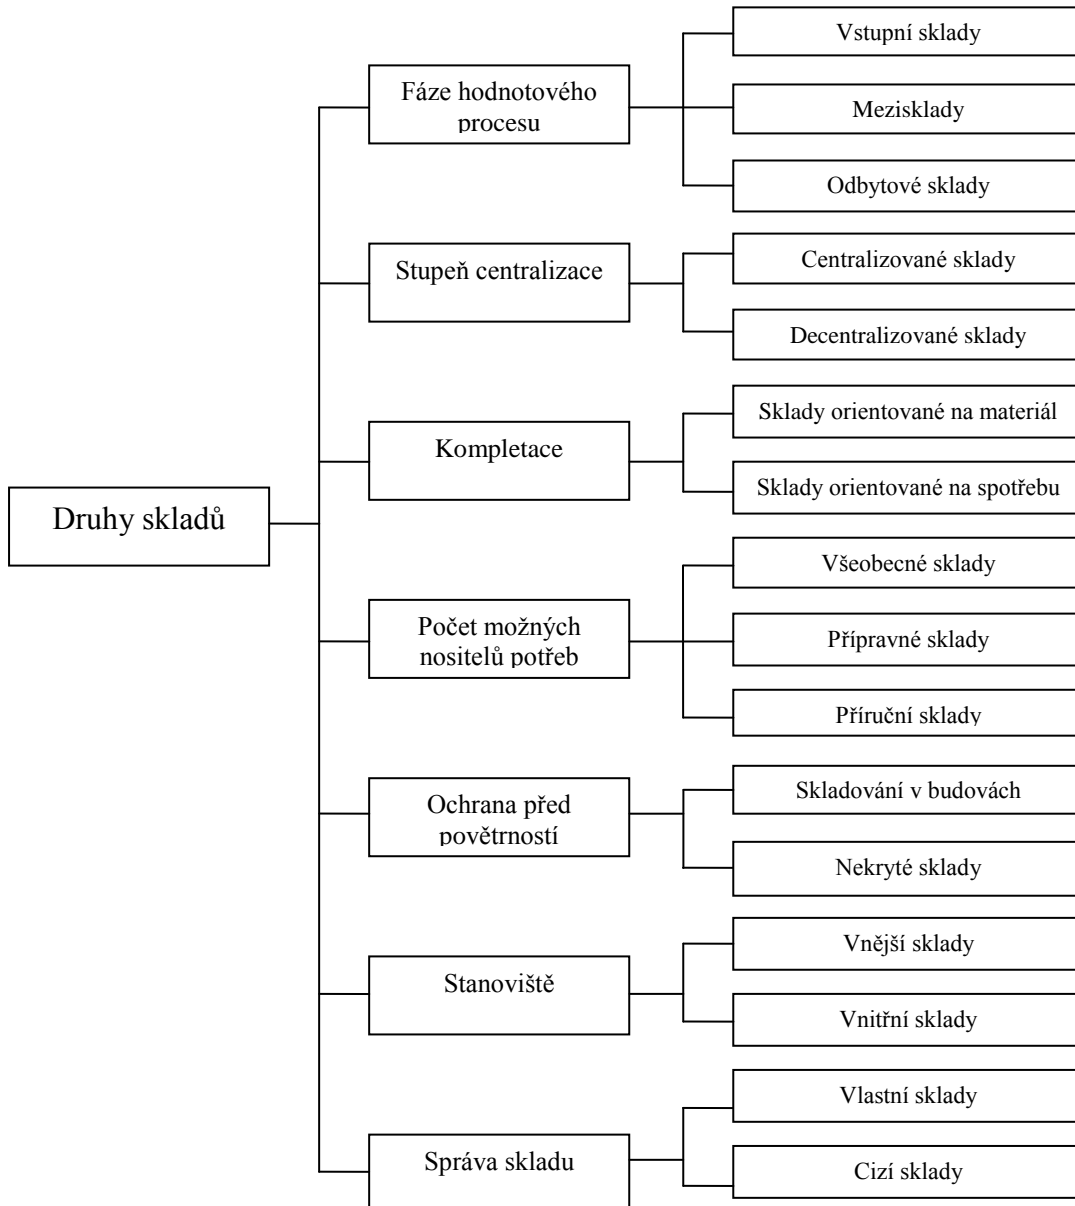 Druhy skladů
Fáze hodnotového
procesu
Vstupní sklady
Mezisklady
Odbytové sklady
Stupeň centralizace
Centralizované sklady
Decentralizované sklady
Kompletace
Sklady orientované na materiál
Sklady orientované na spotřebu
Počet možných
nositelů potřeb
Všeobecné sklady
Přípravné sklady
Příruční sklady
Ochrana před
povětrností
Skladování v budovách
Nekryté sklady
Stanoviště
Vnější sklady
Vnitřní sklady
Správa skladu
Vlastní sklady
Cizí sklady